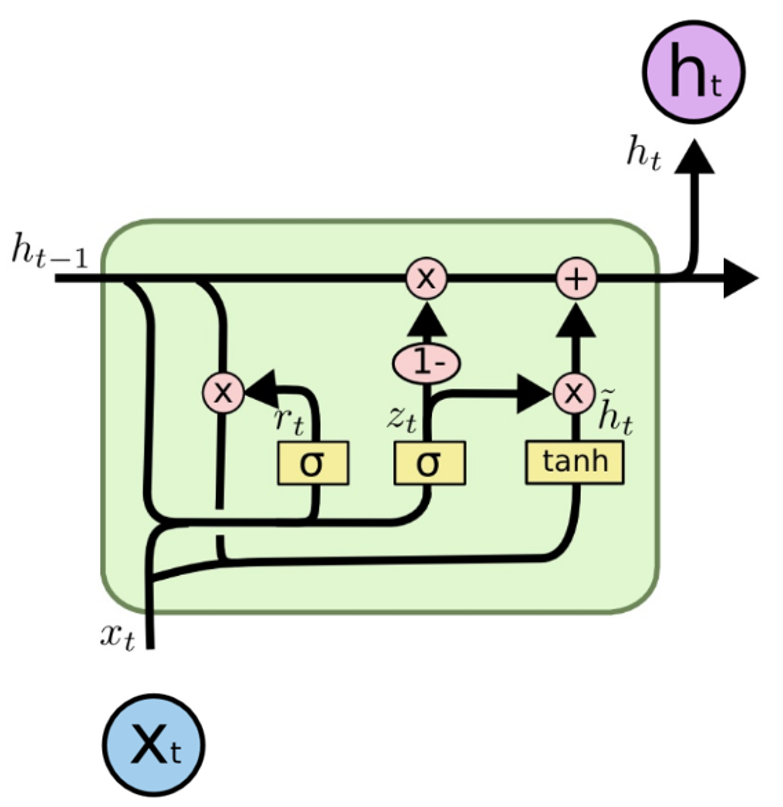 hₜ
hₜ
hₜ₋₁
x
+
1-
x
rₜ
zₜ
x
h̃ₜ
σ
σ
tanh
xₜ
Xₜ